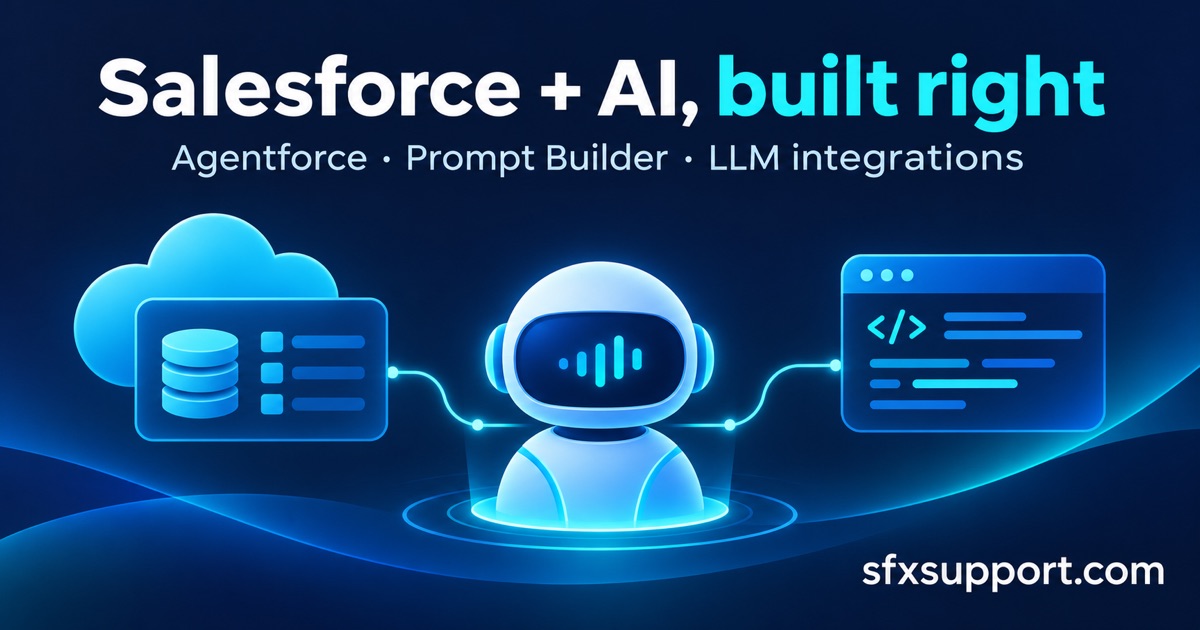 Salesforce + AI, built right
Agentforce • Prompt Builder • LLM integrations
</>
sfxsupport.com